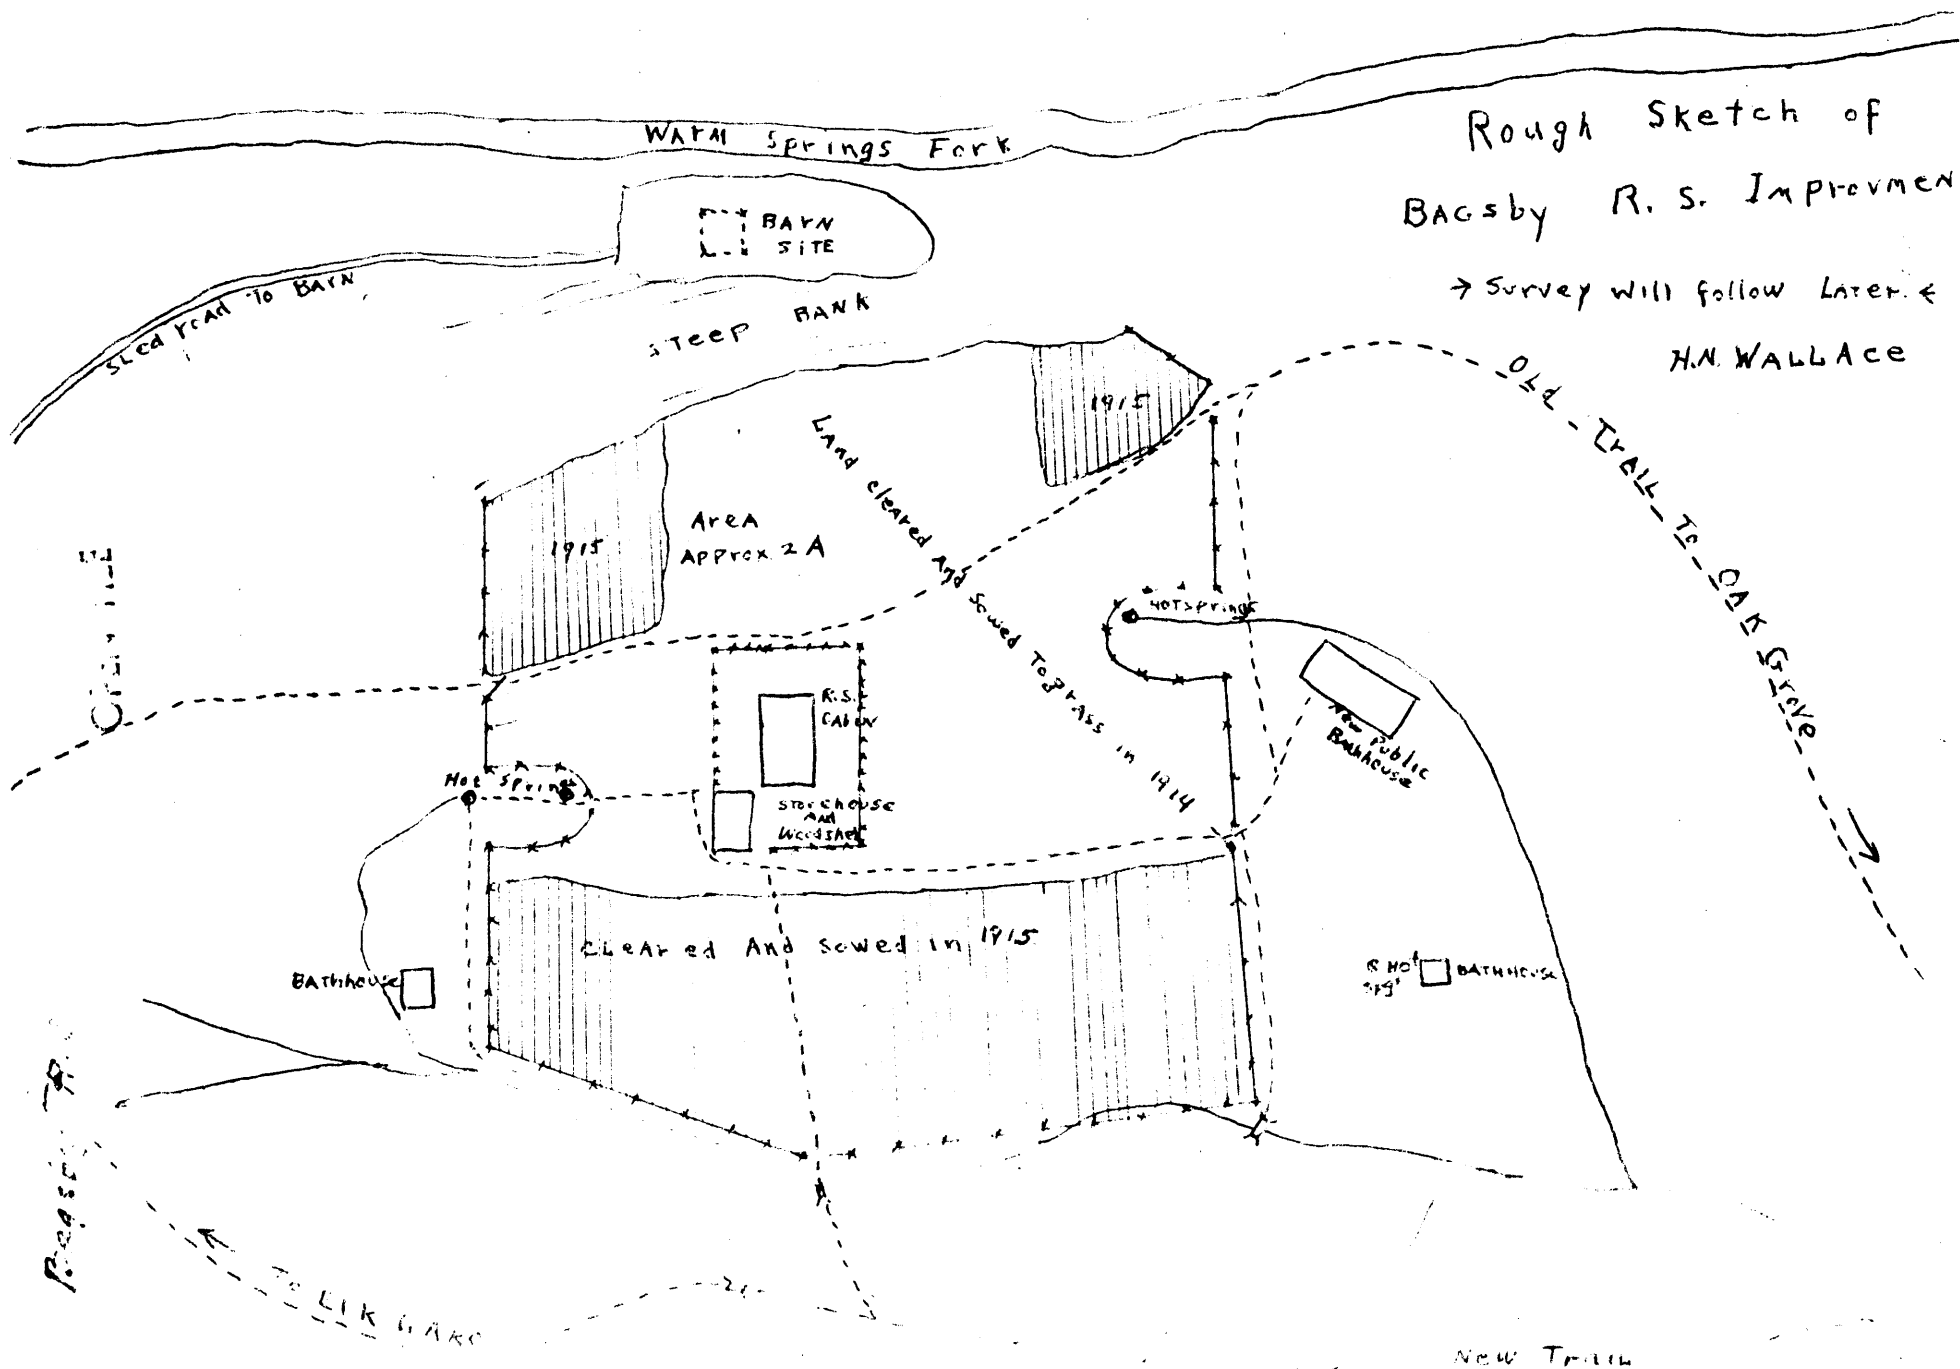 Rough Sketch of
BAGSby R. S. IMProvmen
→ Survey Will follow LATER. ←
H.N. WALLACE
WARM Springs Fork
BARN
SITE
SLed road To BARN
STEEP BANK
1915
1915
LAnd cleared And Sowed To grass in 1914
AreA
Approx. 2 A
OLD TrAIL To OAK Grove
HOT Springs
R.S.
CAbin
New Public
Bathhouse
Hot Springs
Storehouse
And
Woodshed
CLeared And Sowed in 1915
BATHhouse
HOT
Spg
BATHHOUSE
To ELK LAKE
New TrAIL